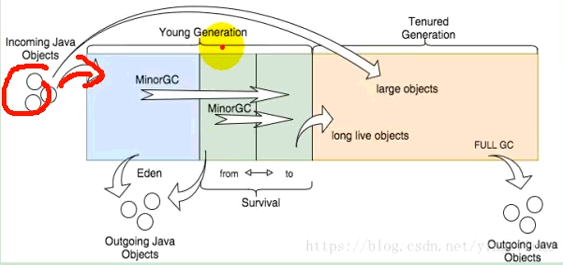 Incoming Java
Objects
Young Generation
Tenured
Generation
MinorGC
MinorGC
large objects
long live objects
FULL GC
Eden
from
to
Survival
Outgoing Java
Objects
Outgoing Java
Objects
https://blog.csdn.net/y